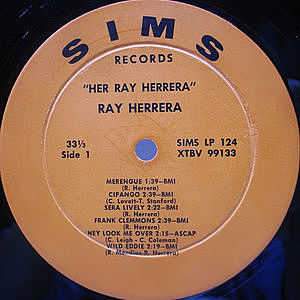 SIMS
RECORDS
"HER RAY HERRERA"
RAY HERRERA
33⅓ SIMS LP 124
Side 1 XTBV 99133
MERENGUE 1:39—BMI
(R. Herrera)
CIPANGO 2:39—BMI
(C. Lovett-T. Stanford)
SERA LIVELY 2:22—BMI
(R. Herrera)
FRANK CLEMMONS 2:39—BMI
(R. Herrera)
HEY LOOK ME OVER 2:15—ASCAP
(C. Leigh - C. Coleman)
WILD EDDIE 2:19—BMI
(R. Mendies-R. Herrera)